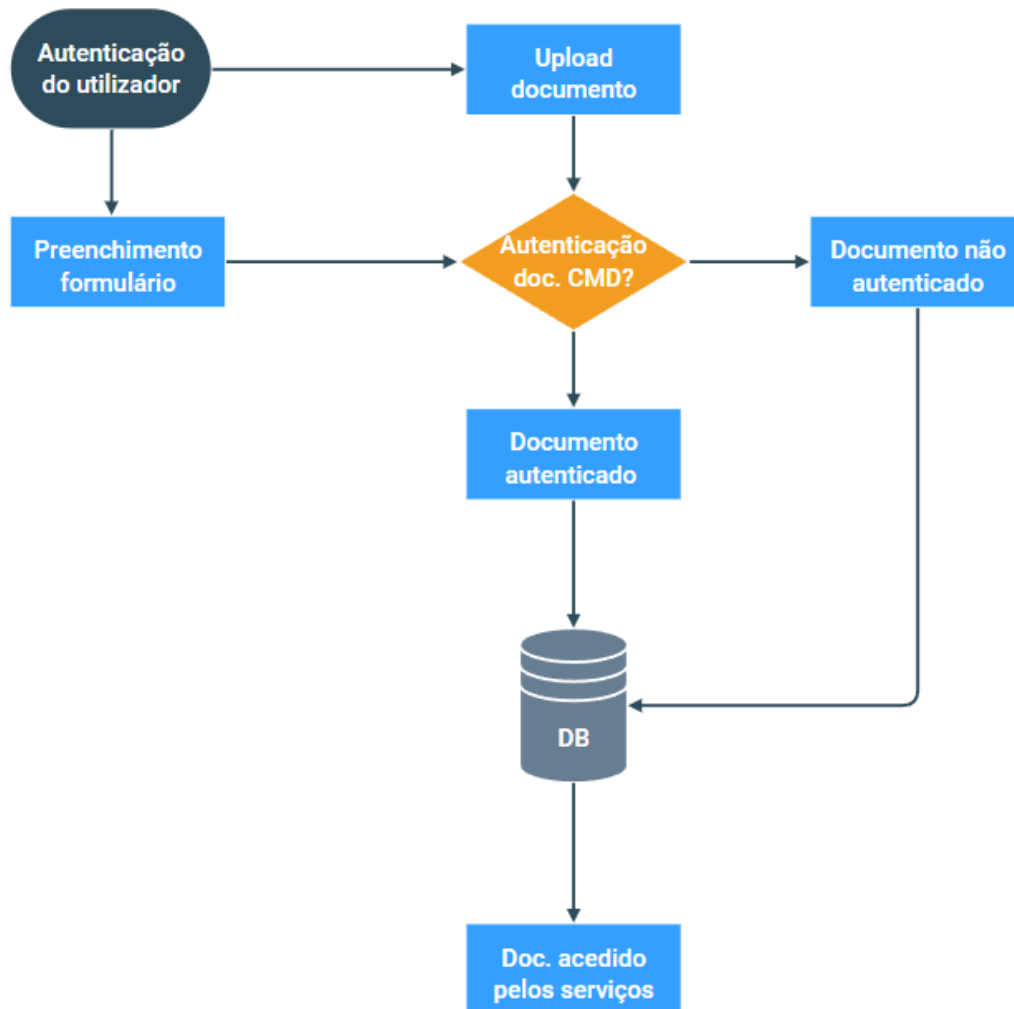 Autenticação
do utilizador
Upload
documento
Preenchimento
formulário
Autenticação
doc. CMD?
Documento não
autenticado
Documento
autenticado
DB
Doc. acedido
pelos serviços